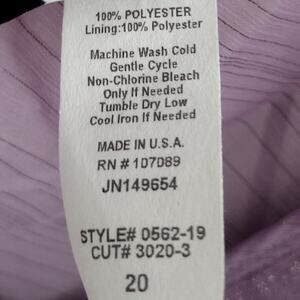 100% POLYESTER
Lining:100% Polyester
Machine Wash Cold
Gentle Cycle
Non-Chlorine Bleach
Only If Needed
Tumble Dry Low
Cool Iron If Needed
MADE IN U.S.A.
RN # 107089
JN149654
STYLE# 0562-19
CUT# 3020-3
20